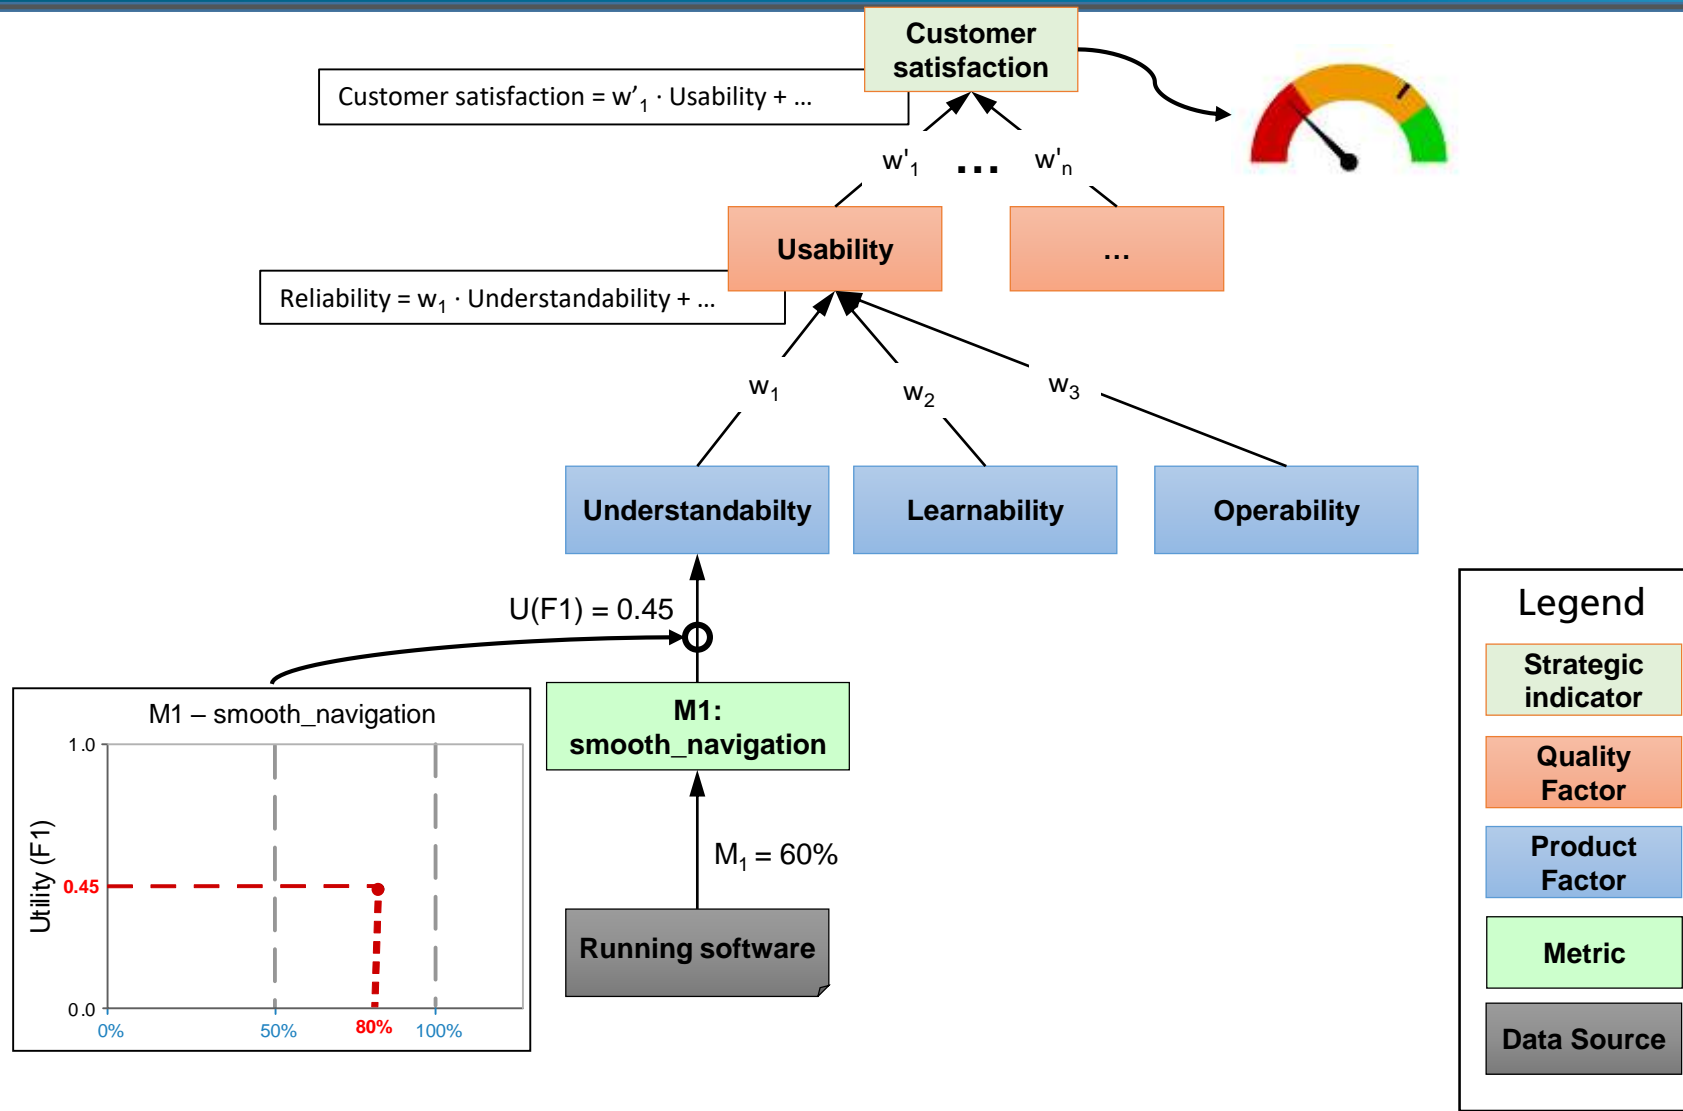 Customer
satisfaction
Customer satisfaction = w’₁ · Usability + ...
w'₁
...
w'ₙ
Usability
...
Reliability = w₁ · Understandability + ...
w₁
w₂
w₃
Understandabilty
Learnability
Operability
U(F1) = 0.45
M1:
smooth_navigation
M₁ = 60%
Running software
M1 – smooth_navigation
1.0
Utility (F1)
0.45
0.0
0%
50%
80%
100%
Legend
Strategic
indicator
Quality
Factor
Product
Factor
Metric
Data Source